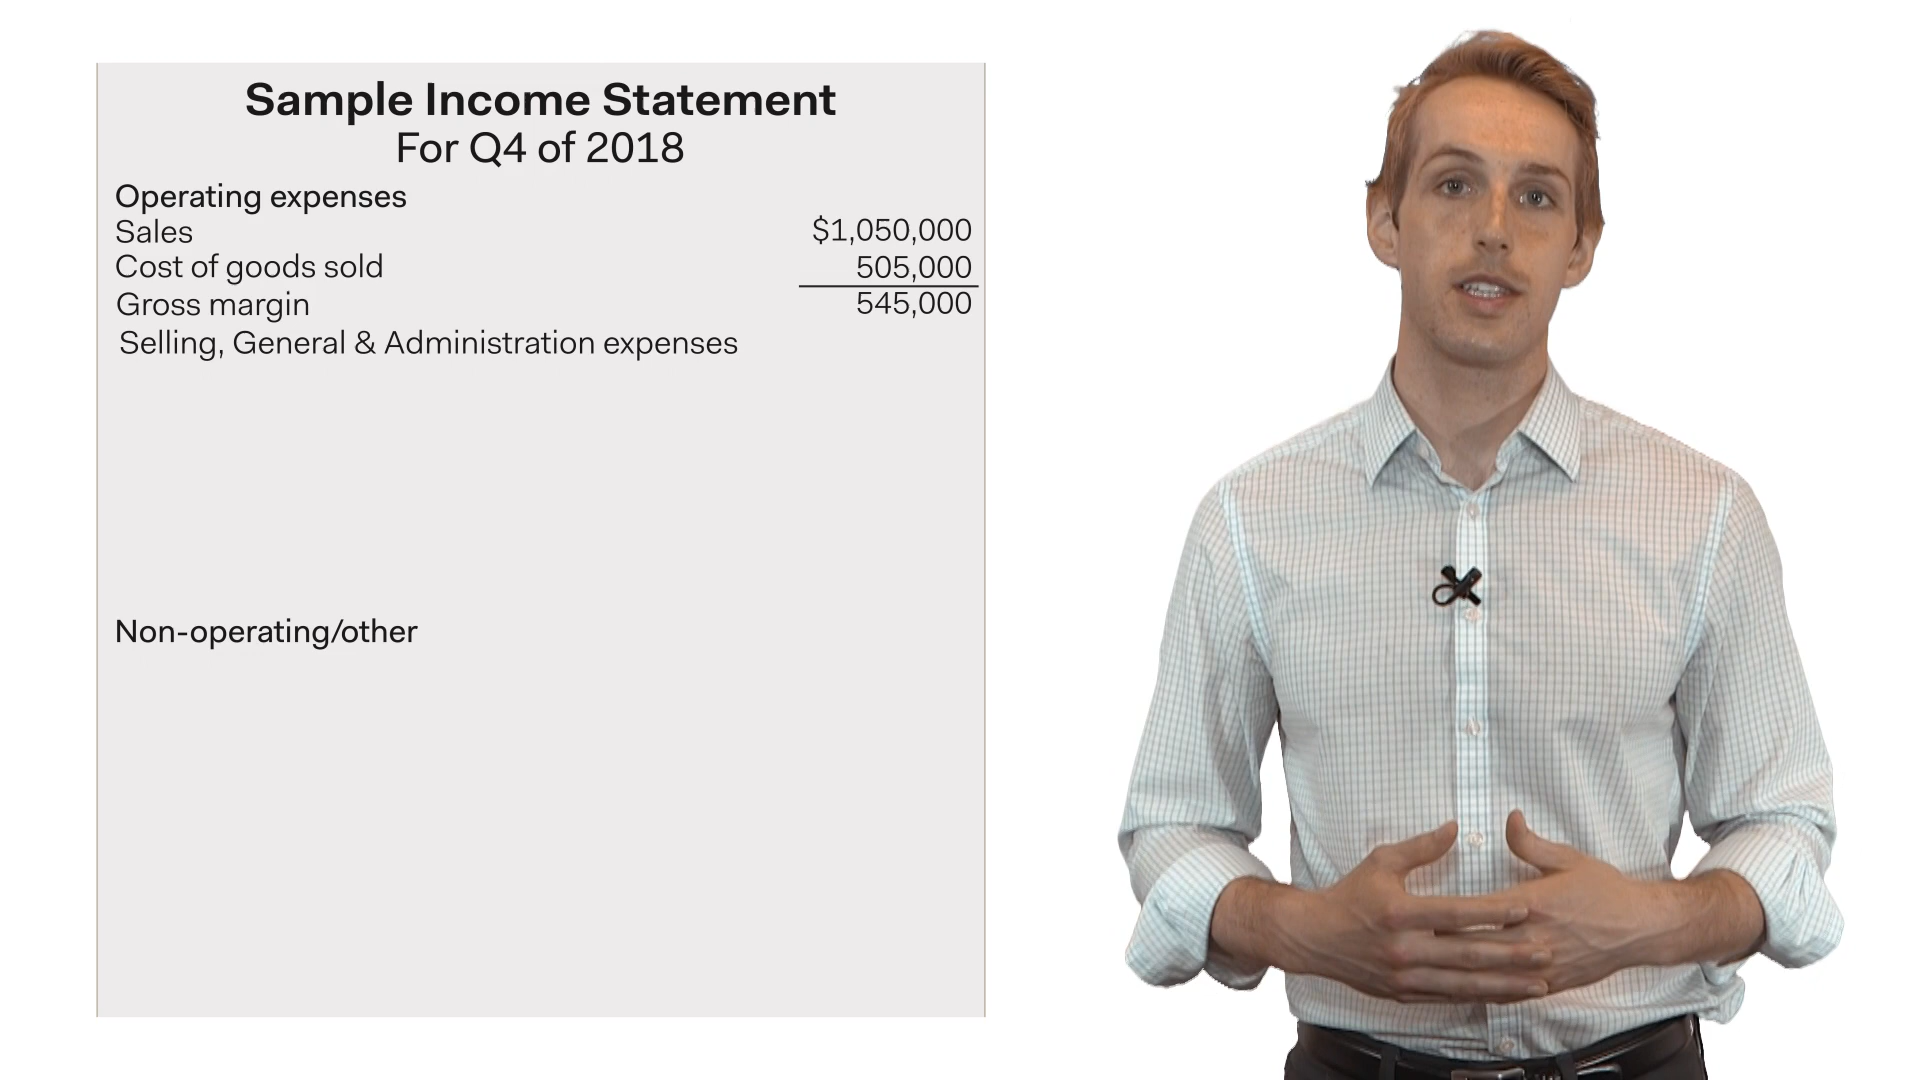 Sample Income Statement
For Q4 of 2018
Operating expenses
Sales $1,050,000
Cost of goods sold 505,000
Gross margin 545,000
Selling, General & Administration expenses
Non-operating/other